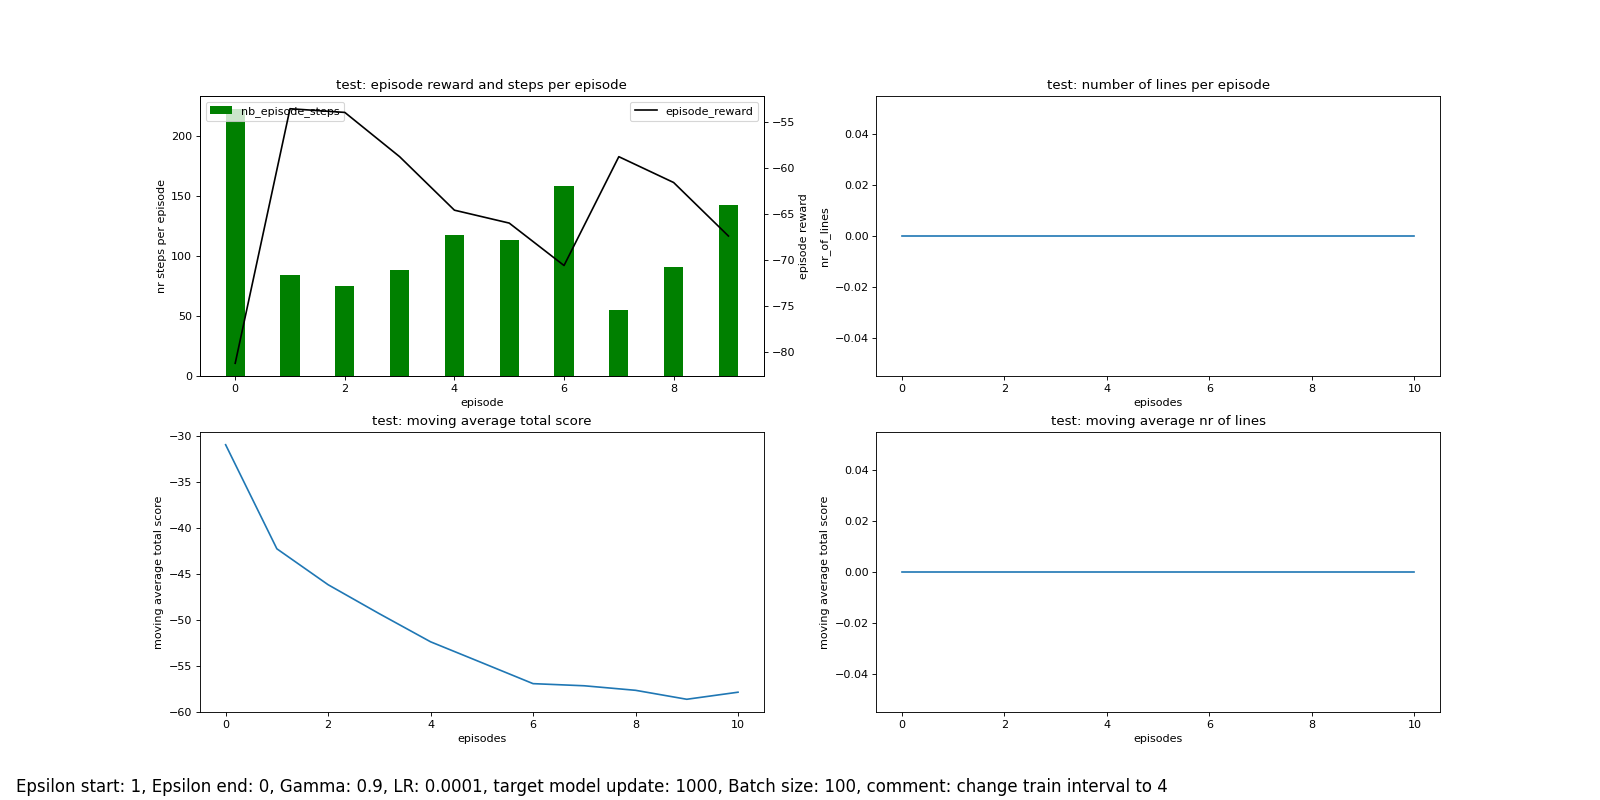 test: episode reward and steps per episode
nb_episode_steps
episode_reward
nr steps per episode
200
150
100
50
0
−55
−60
−65
−70
−75
−80
episode reward
0 2 4 6 8
episode
test: number of lines per episode
nr_of_lines
0.04
0.02
0.00
−0.02
−0.04
0 2 4 6 8 10
episodes
test: moving average total score
moving average total score
−30
−35
−40
−45
−50
−55
−60
0 2 4 6 8 10
episodes
test: moving average nr of lines
moving average total score
0.04
0.02
0.00
−0.02
−0.04
0 2 4 6 8 10
episodes
Epsilon start: 1, Epsilon end: 0, Gamma: 0.9, LR: 0.0001, target model update: 1000, Batch size: 100, comment: change train interval to 4